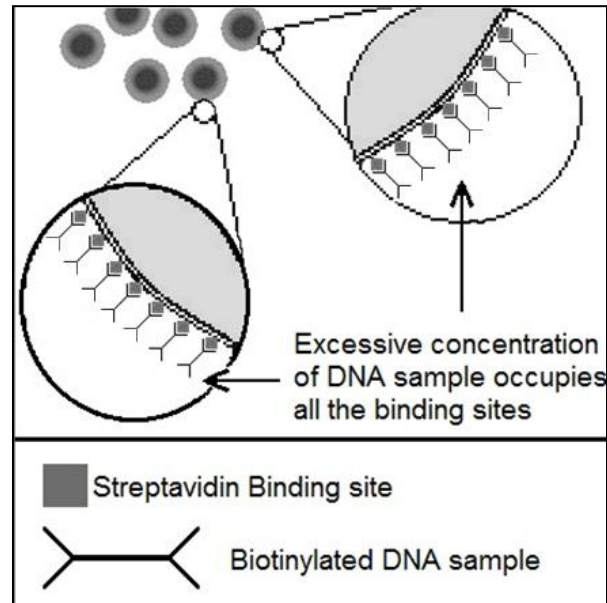 Excessive concentration
of DNA sample occupies
all the binding sites
Streptavidin Binding site
Biotinylated DNA sample